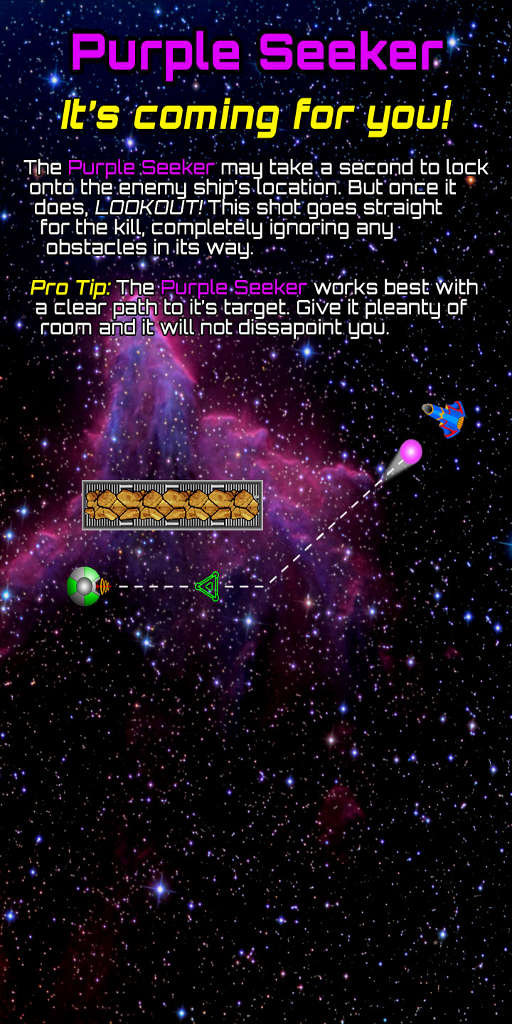 Purple Seeker
It's coming for you!
The Purple Seeker may take a second to lock
onto the enemy ship's location. But once it
does, LOOKOUT! This shot goes straight
for the kill, completely ignoring any
obstacles in its way.
Pro Tip: The Purple Seeker works best with
a clear path to it's target. Give it pleanty of
room and it will not dissapoint you.